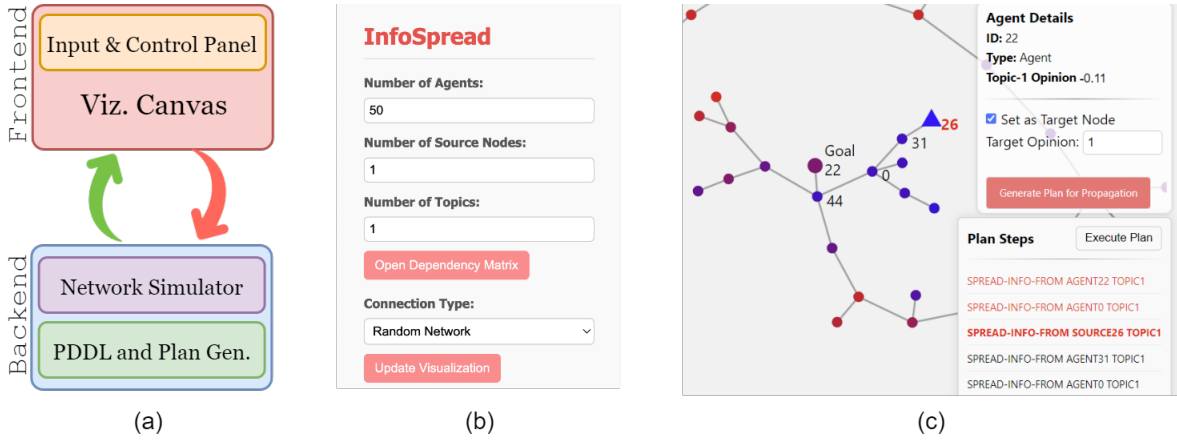 Frontend
Input & Control Panel
Viz. Canvas
Backend
Network Simulator
PDDL and Plan Gen.
(a)
InfoSpread
Number of Agents:
50
Number of Source Nodes:
1
Number of Topics:
1
Open Dependency Matrix
Connection Type:
Random Network
Update Visualization
(b)
26
31
Goal
22
0
44
Agent Details
ID: 22
Type: Agent
Topic-1 Opinion -0.11
Set as Target Node
Target Opinion: 1
Generate Plan for Propagation
Plan Steps
Execute Plan
SPREAD-INFO-FROM AGENT22 TOPIC1
SPREAD-INFO-FROM AGENT0 TOPIC1
SPREAD-INFO-FROM SOURCE26 TOPIC1
SPREAD-INFO-FROM AGENT31 TOPIC1
SPREAD-INFO-FROM AGENT0 TOPIC1
(c)